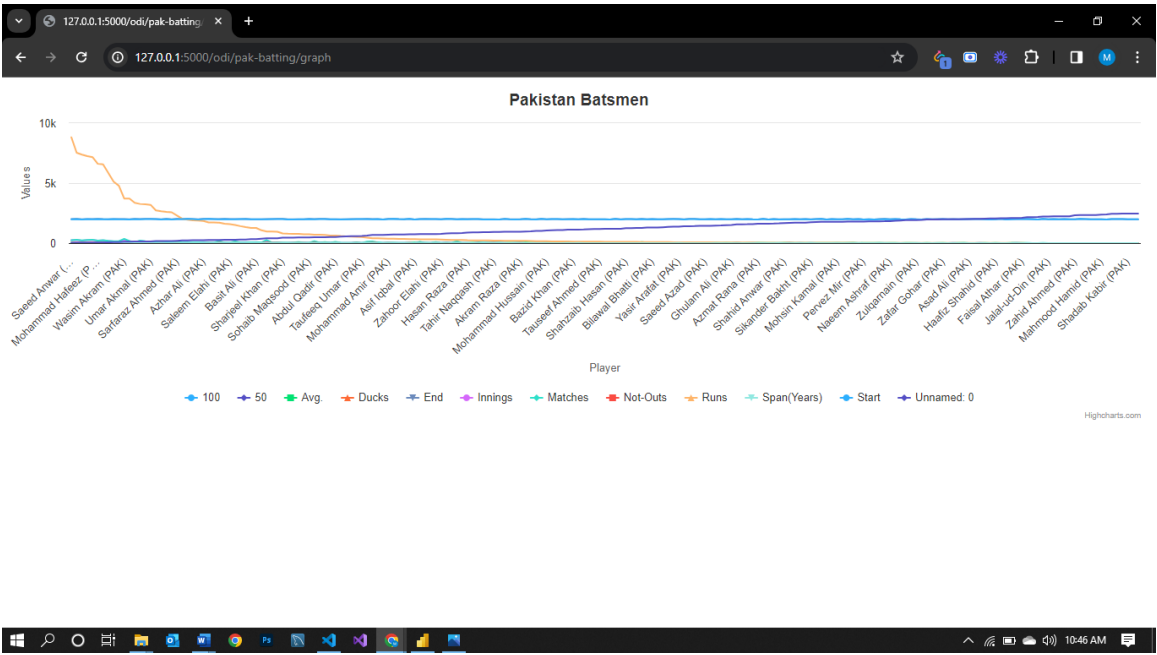 127.0.0.1:5000/odi/pak-batting/
127.0.0.1:5000/odi/pak-batting/graph
1
M
Pakistan Batsmen
10k
5k
0
Values
Saeed Anwar (…
Mohammad Hafeez (P…
Wasim Akram (PAK)
Umar Akmal (PAK)
Sarfaraz Ahmed (PAK)
Azhar Ali (PAK)
Saleem Elahi (PAK)
Basit Ali (PAK)
Sharjeel Khan (PAK)
Sohaib Maqsood (PAK)
Abdul Qadir (PAK)
Taufeeq Umar (PAK)
Mohammad Amir (PAK)
Asif Iqbal (PAK)
Zahoor Elahi (PAK)
Hasan Raza (PAK)
Tahir Naqqash (PAK)
Akram Raza (PAK)
Mohammad Hussain (PAK)
Bazid Khan (PAK)
Tauseef Ahmed (PAK)
Shahzaib Hasan (PAK)
Bilawal Bhatti (PAK)
Yasir Arafat (PAK)
Saeed Azad (PAK)
Ghulam Ali (PAK)
Azmat Rana (PAK)
Shahid Anwar (PAK)
Sikander Bakht (PAK)
Mohsin Kamal (PAK)
Pervez Mir (PAK)
Naeem Ashraf (PAK)
Zulqarnain (PAK)
Zafar Gohar (PAK)
Asad Ali (PAK)
Haafiz Shahid (PAK)
Faisal Athar (PAK)
Jalal-ud-Din (PAK)
Zahid Ahmed (PAK)
Mahmood Hamid (PAK)
Shadab Kabir (PAK)
Player
100 50 Avg. Ducks End Innings Matches Not-Outs Runs Span(Years) Start Unnamed: 0
Highcharts.com
10:46 AM